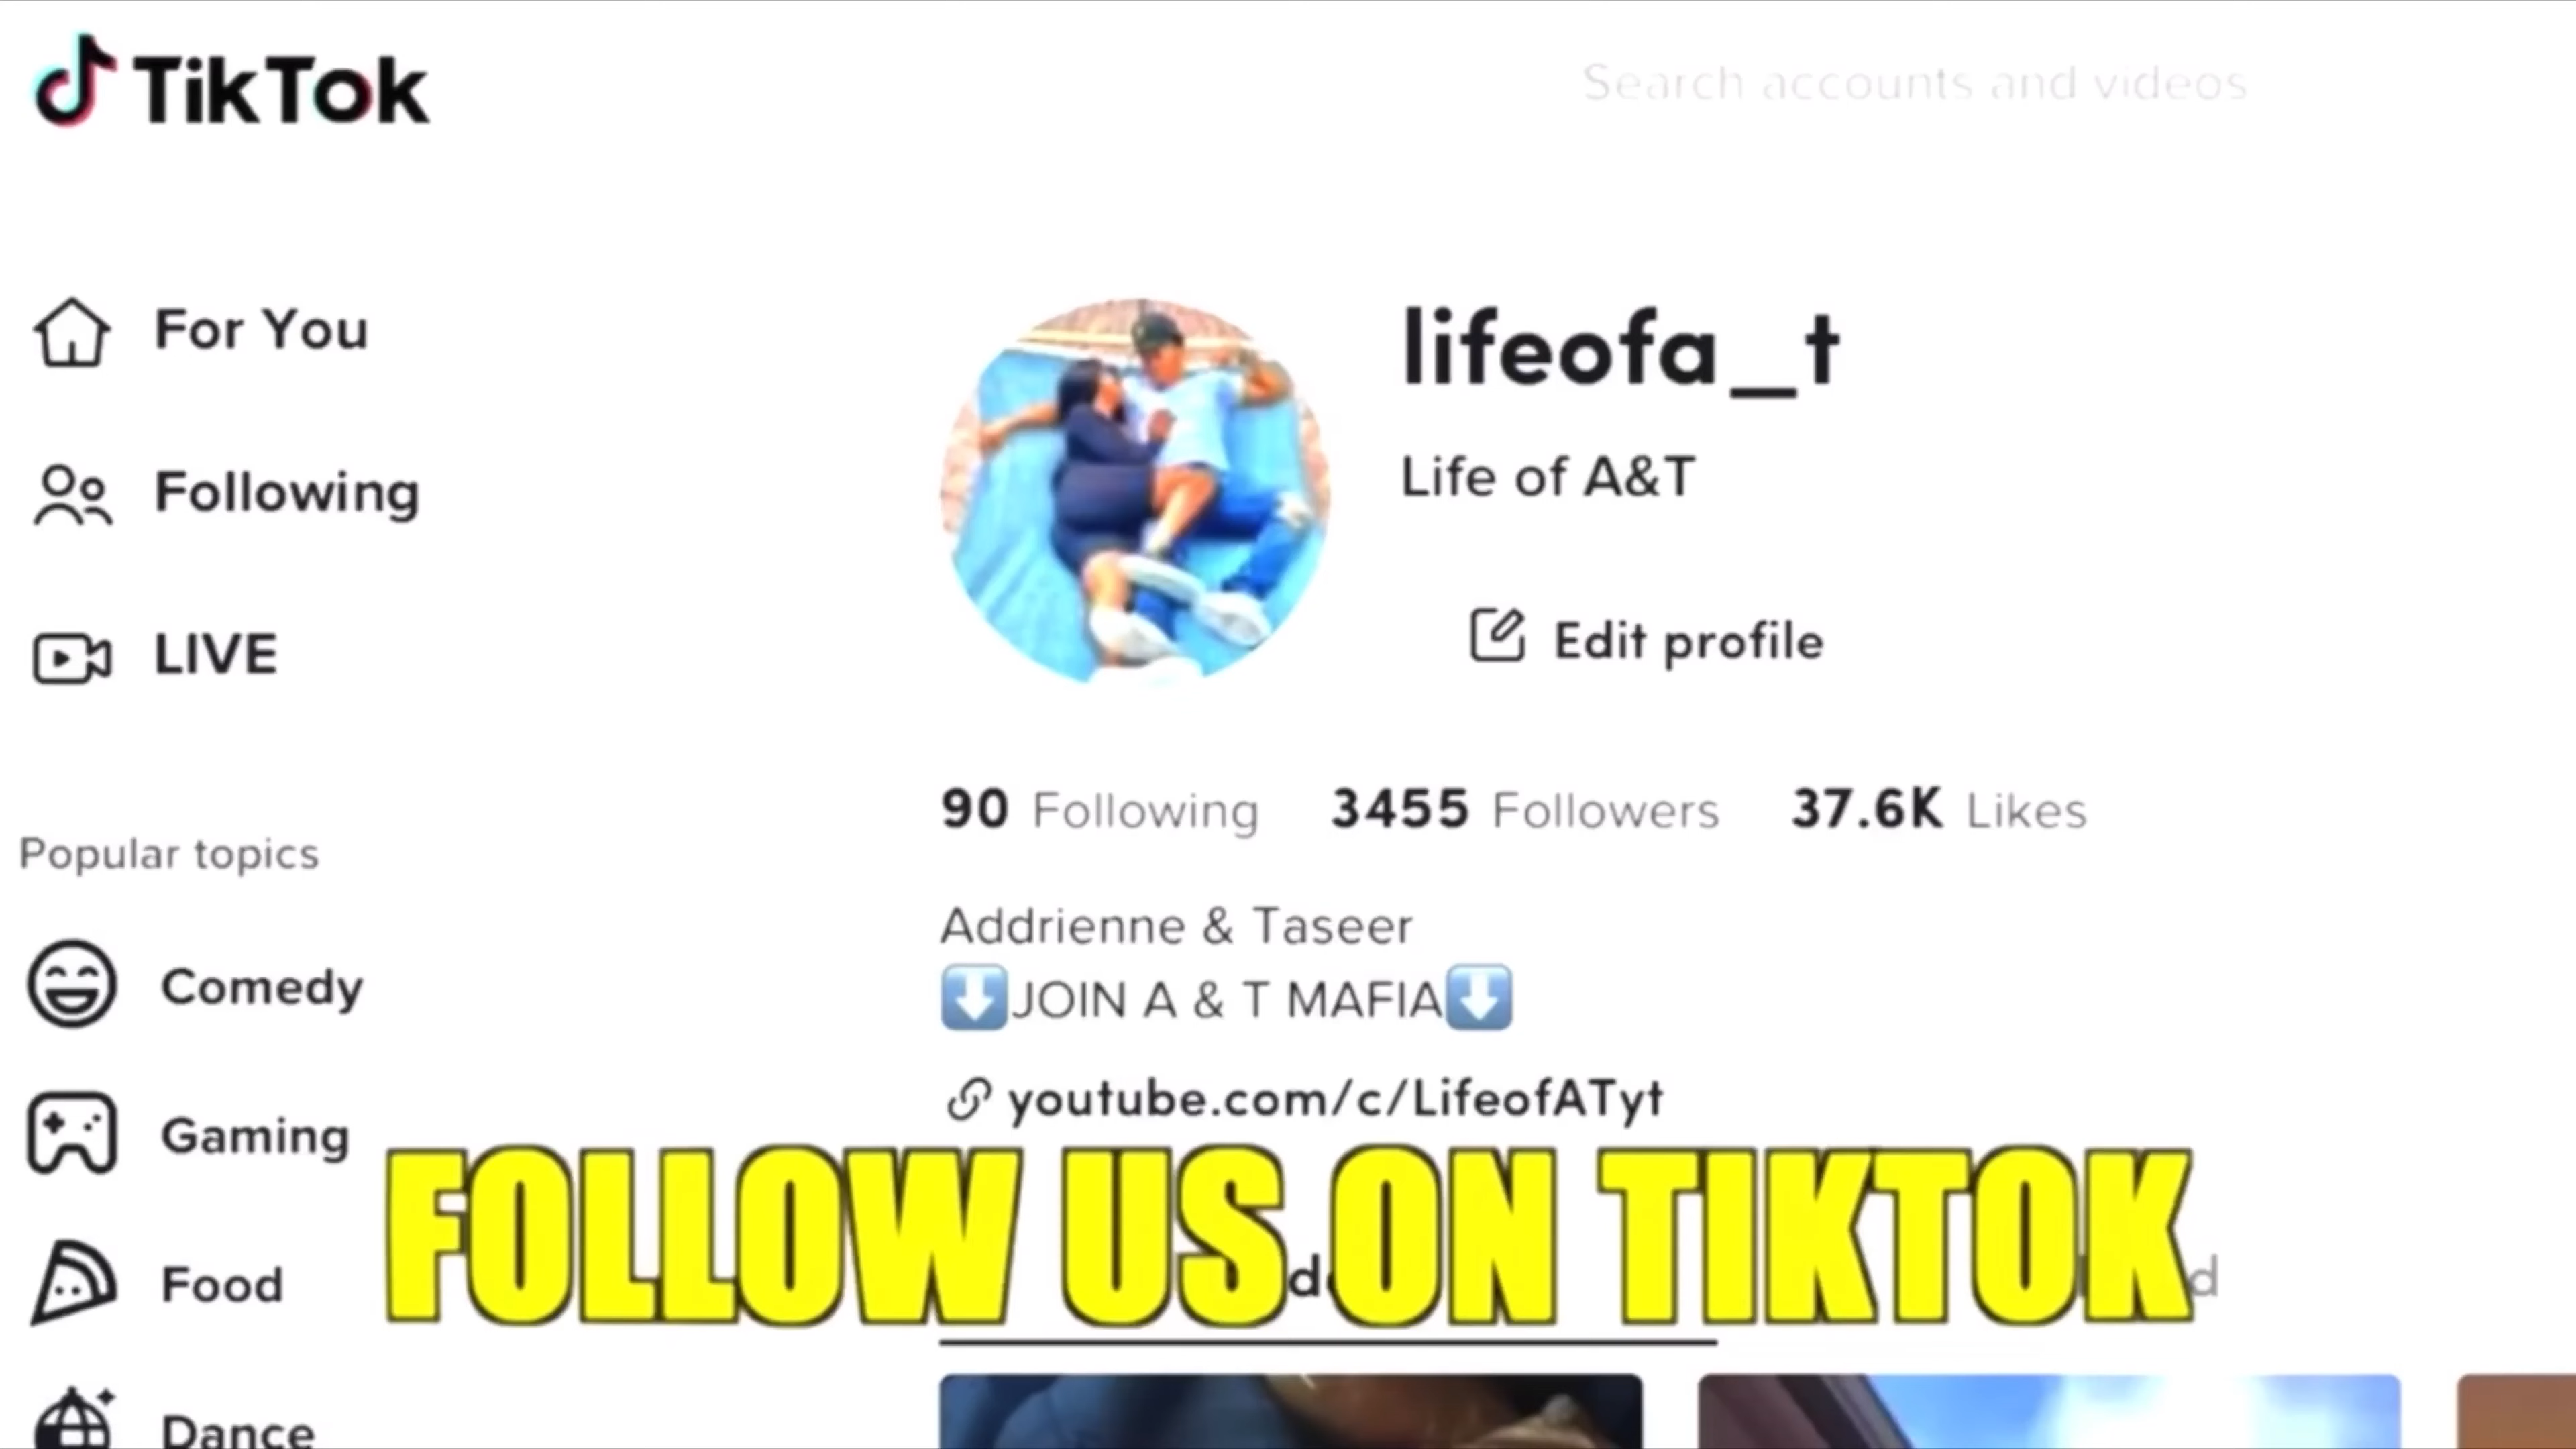 TikTok
Search accounts and videos
For You
Following
LIVE
Popular topics
Comedy
Gaming
Food
Dance
lifeofa_t
Life of A&T
Edit profile
90 Following 3455 Followers 37.6K Likes
Addrienne & Taseer
⬇️JOIN A & T MAFIA⬇️
youtube.com/c/LifeofATyt
FOLLOW US ON TIKTOK